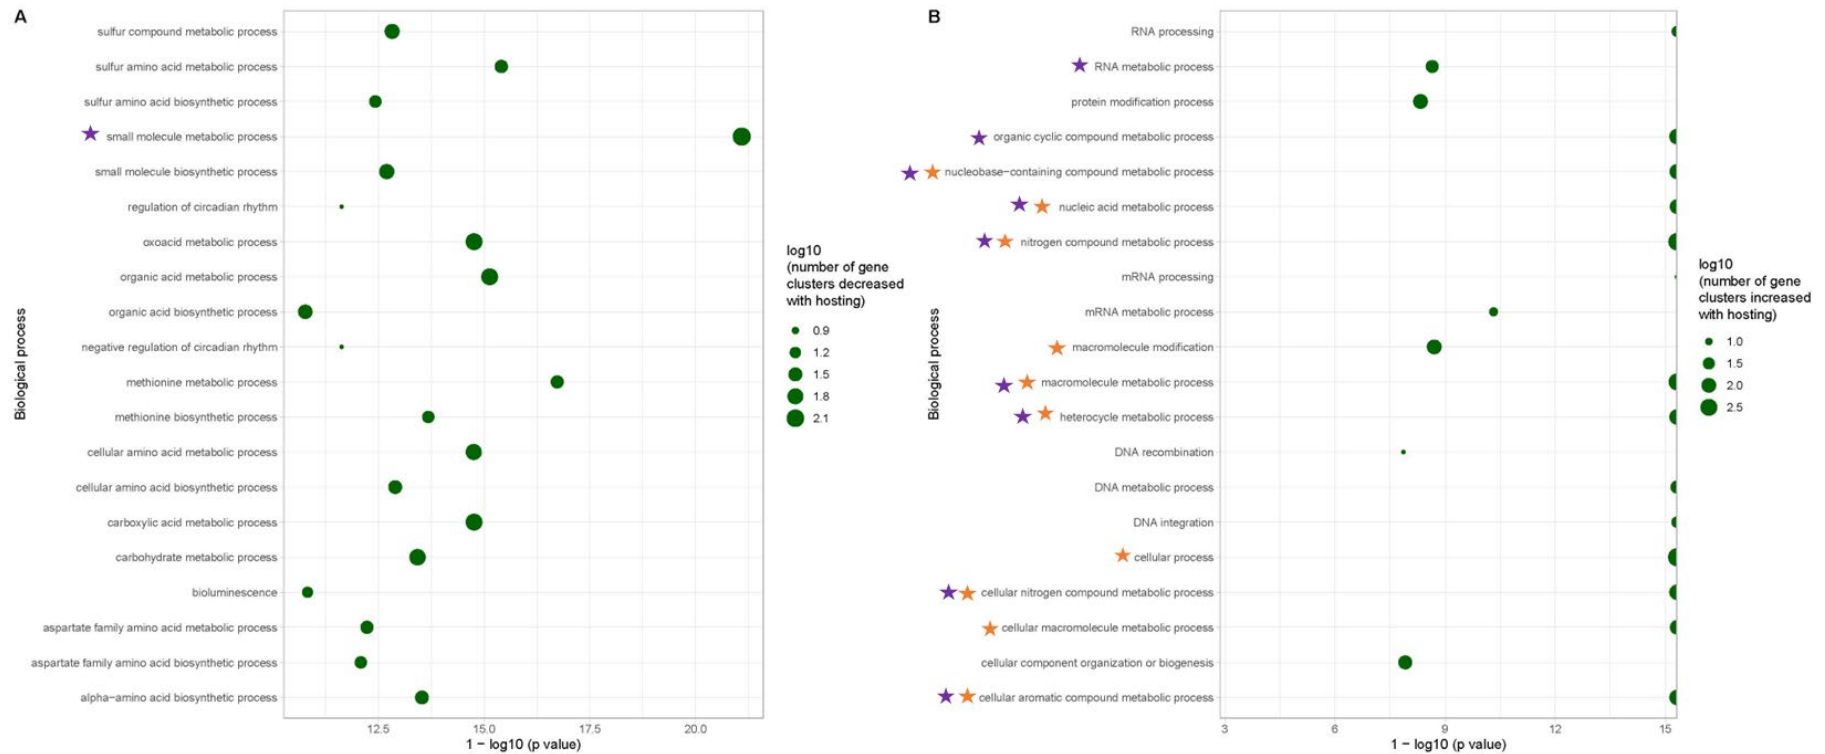 A
sulfur compound metabolic process
sulfur amino acid metabolic process
sulfur amino acid biosynthetic process
small molecule metabolic process
small molecule biosynthetic process
regulation of circadian rhythm
oxoacid metabolic process
organic acid metabolic process
organic acid biosynthetic process
negative regulation of circadian rhythm
methionine metabolic process
methionine biosynthetic process
cellular amino acid metabolic process
cellular amino acid biosynthetic process
carboxylic acid metabolic process
carbohydrate metabolic process
bioluminescence
aspartate family amino acid metabolic process
aspartate family amino acid biosynthetic process
alpha−amino acid biosynthetic process
Biological process
12.5 15.0 17.5 20.0
1 − log10 (p value)
log10
(number of gene
clusters decreased
with hosting)
0.9
1.2
1.5
1.8
2.1
B
RNA processing
RNA metabolic process
protein modification process
organic cyclic compound metabolic process
nucleobase−containing compound metabolic process
nucleic acid metabolic process
nitrogen compound metabolic process
mRNA processing
mRNA metabolic process
macromolecule modification
macromolecule metabolic process
heterocycle metabolic process
DNA recombination
DNA metabolic process
DNA integration
cellular process
cellular nitrogen compound metabolic process
cellular macromolecule metabolic process
cellular component organization or biogenesis
cellular aromatic compound metabolic process
Biological process
3 6 9 12 15
1 − log10 (p value)
log10
(number of gene
clusters increased
with hosting)
1.0
1.5
2.0
2.5